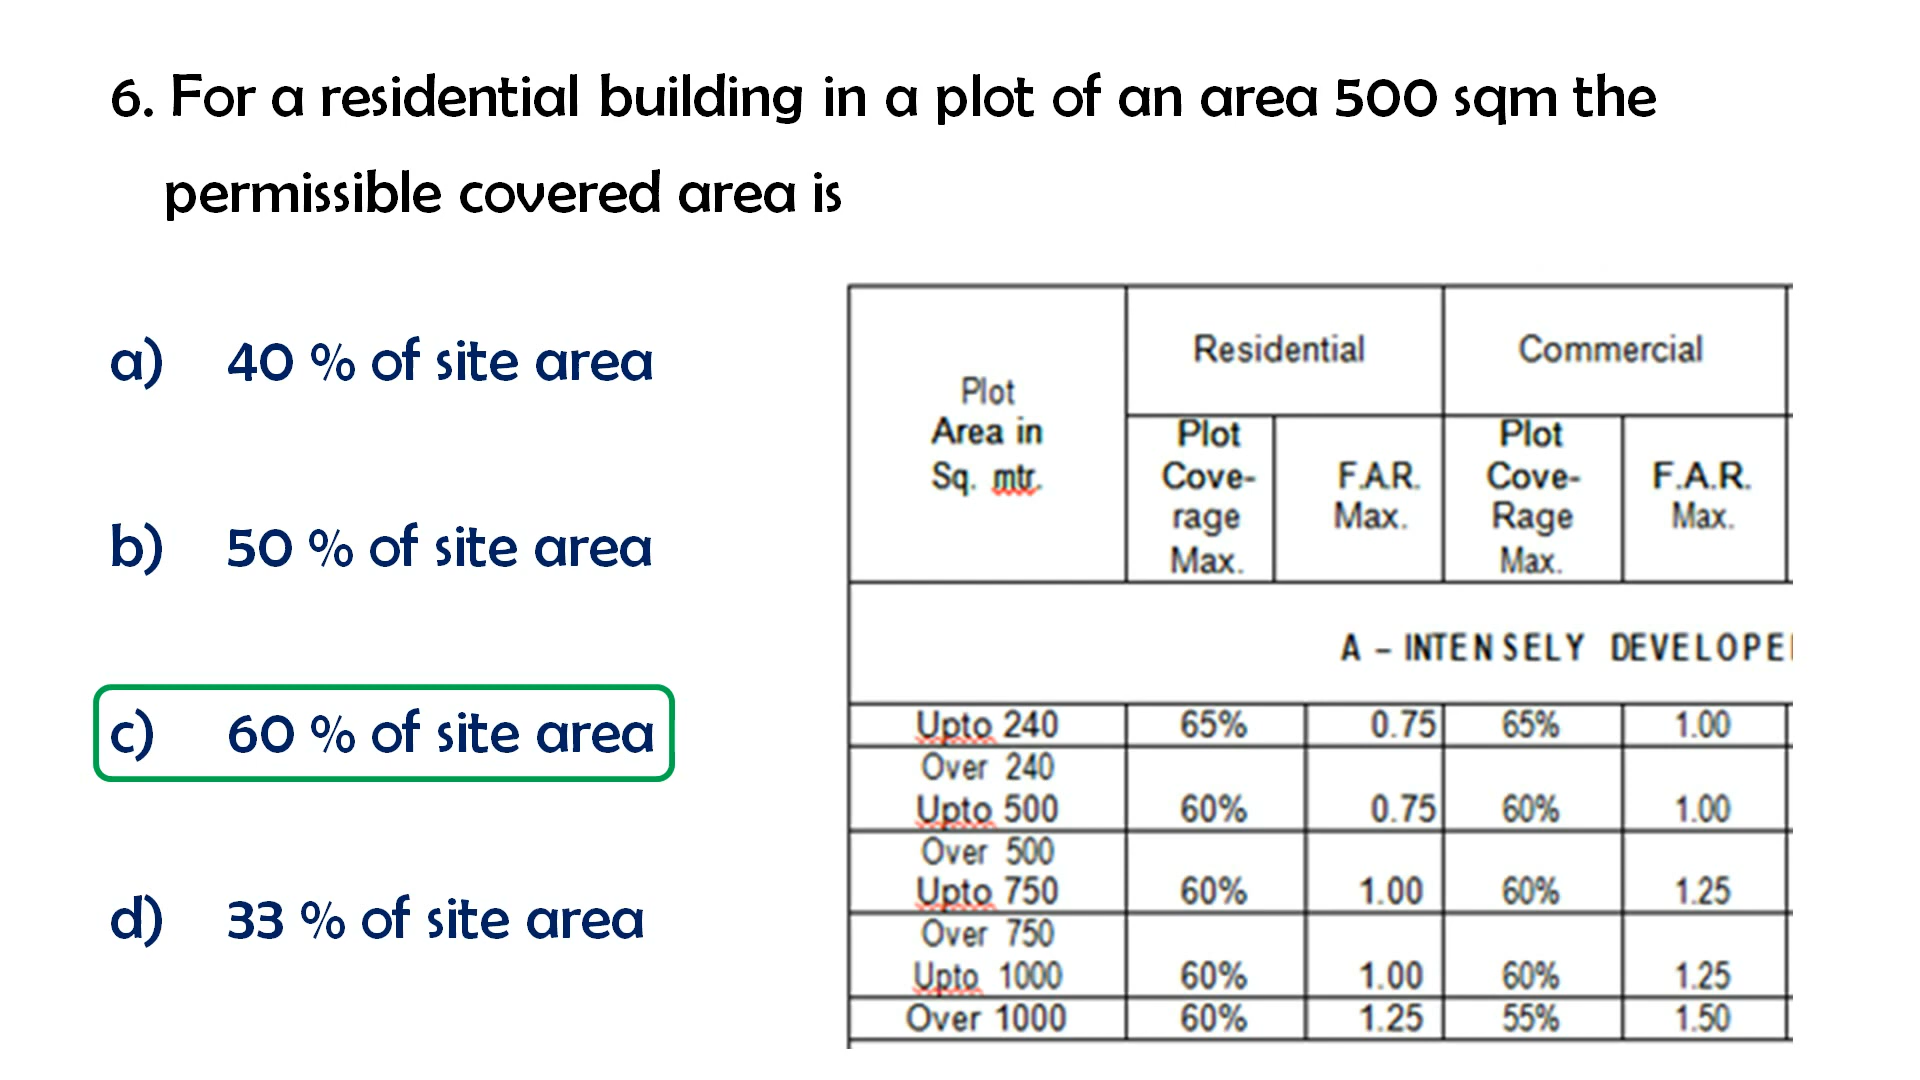 6. For a residential building in a plot of an area 500 sqm the
permissible covered area is
a) 40 % of site area
b) 50 % of site area
c) 60 % of site area
d) 33 % of site area
Residential Commercial
Plot
Area in
Sq. mtr.
Plot
Cove-
rage
Max.
F.A.R.
Max.
Plot
Cove-
Rage
Max.
F.A.R.
Max.
A – INTENSELY DEVELOPE
Upto 240 65% 0.75 65% 1.00
Over 240
Upto 500 60% 0.75 60% 1.00
Over 500
Upto 750 60% 1.00 60% 1.25
Over 750
Upto 1000 60% 1.00 60% 1.25
Over 1000 60% 1.25 55% 1.50